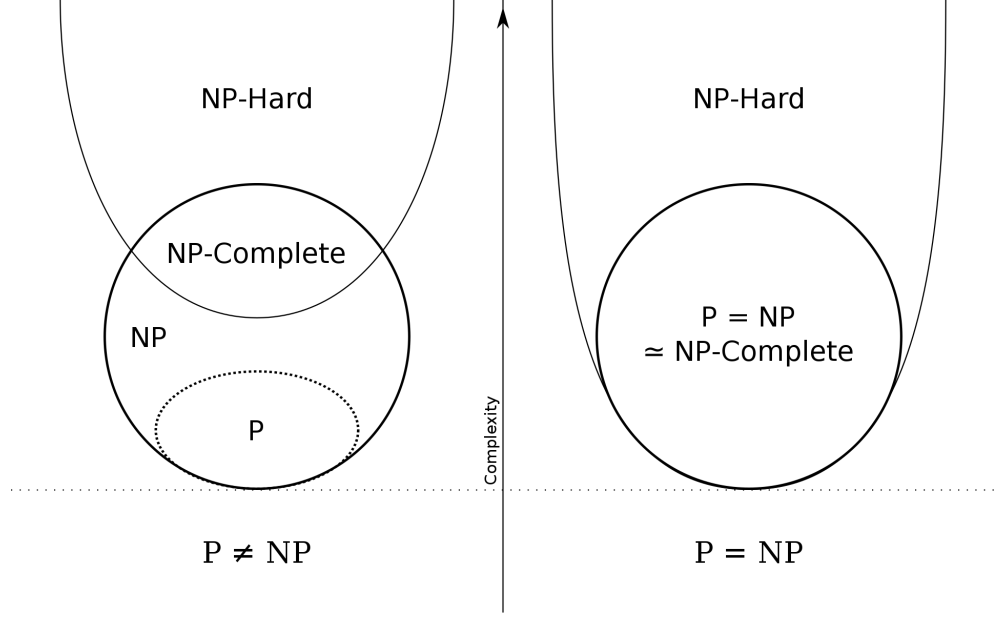 NP-Hard
NP-Complete
NP
P
P ≠ NP
Complexity
NP-Hard
P = NP
≃ NP-Complete
P = NP